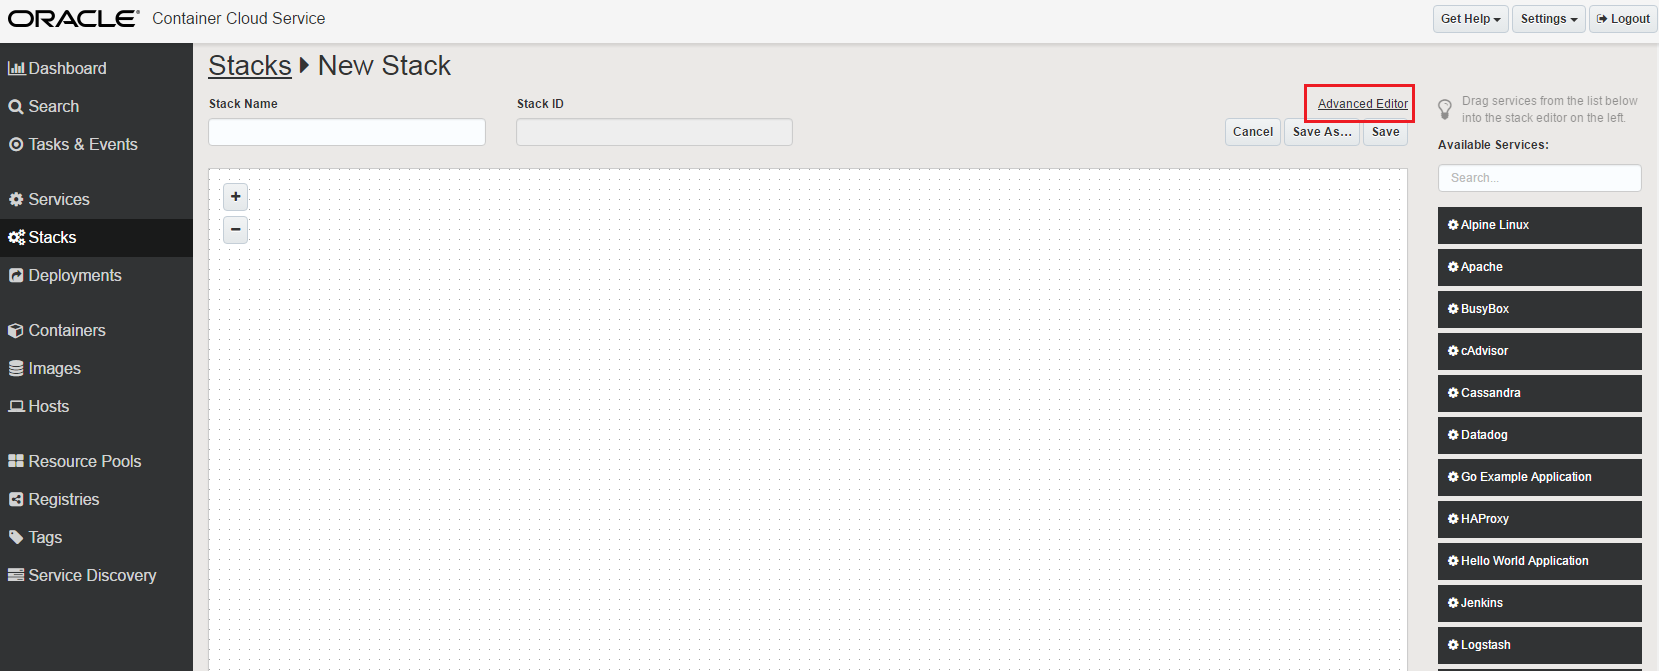 ORACLE® Container Cloud Service
Get Help
Settings
Logout
Dashboard
Search
Tasks & Events
Services
Stacks
Deployments
Containers
Images
Hosts
Resource Pools
Registries
Tags
Service Discovery
Stacks New Stack
Stack Name
Stack ID
Advanced Editor
Cancel
Save As...
Save
+
−
Drag services from the list below
into the stack editor on the left.
Available Services:
Search...
Alpine Linux
Apache
BusyBox
cAdvisor
Cassandra
Datadog
Go Example Application
HAProxy
Hello World Application
Jenkins
Logstash